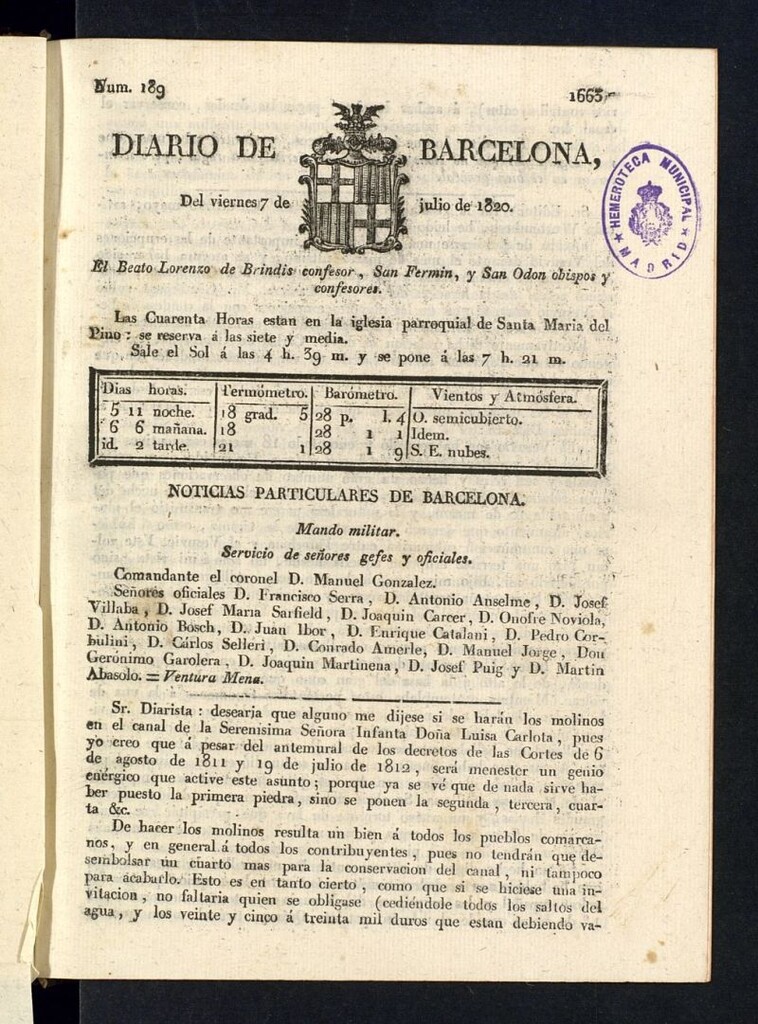 Num. 189
1663
DIARIO DE BARCELONA,
Del viernes 7 de julio de 1820.
HEMEROTECA MUNICIPAL
MADRID
El Beato Lorenzo de Brindis confesor, San Fermin, y San Odon obispos y
confesores.
Las Cuarenta Horas estan en la iglesia parroquial de Santa Maria del
Pino: se reserva á las siete y media.
Sale el Sol á las 4 h. 39 m. y se pone á las 7 h. 21 m.
Dias horas. Termómetro. Barómetro. Vientos y Atmósfera.
5 11 noche. 18 grad. 5 28 p. l. 4 O. semicubierto.
6 6 mañana. 18 28 1 1 Idem.
id. 2 tarde. 21 1 28 1 9 S. E. nubes.
NOTICIAS PARTICULARES DE BARCELONA.
Mando militar.
Servicio de señores gefes y oficiales.
Comandante el coronel D. Manuel Gonzalez.
Señores oficiales D. Francisco Serra, D. Antonio Anselme, D. Josef
Villaba, D. Josef Maria Sarfield, D. Joaquin Carcer, D. Onofre Noviola,
D. Antonio Bosch, D. Juan Ibor, D. Enrique Catalani, D. Pedro Cor-
bulini, D. Cárlos Selleri, D. Conrado Amerle, D. Manuel Jorge, Don
Gerónimo Garolera, D. Joaquin Martinena, D. Josef Puig y D. Martin
Abasolo. = Ventura Mena.
Sr. Diarista: desearia que alguno me dijese si se harán los molinos
en el canal de la Serenisima Señora Infanta Doña Luisa Carlota, pues
yo creo que á pesar del antemural de los decretos de las Cortes de 6
de agosto de 1811 y 19 de julio de 1812, será menester un genio
enérgico que active este asunto; porque ya se vé que de nada sirve ha-
ber puesto la primera piedra, sino se ponen la segunda, tercera, cuar-
ta &c.
De hacer los molinos resulta un bien á todos los pueblos comarca-
nos, y en general á todos los contribuyentes, pues no tendrán que de-
sembolsar un cuarto mas para la conservacion del canal, ni tampoco
para acabarlo. Esto es en tanto cierto, como que si se hiciese una in-
vitacion, no faltaria quien se obligase (cediéndole todos los saltos del
agua, y los veinte y cinco á treinta mil duros que estan debiendo va-